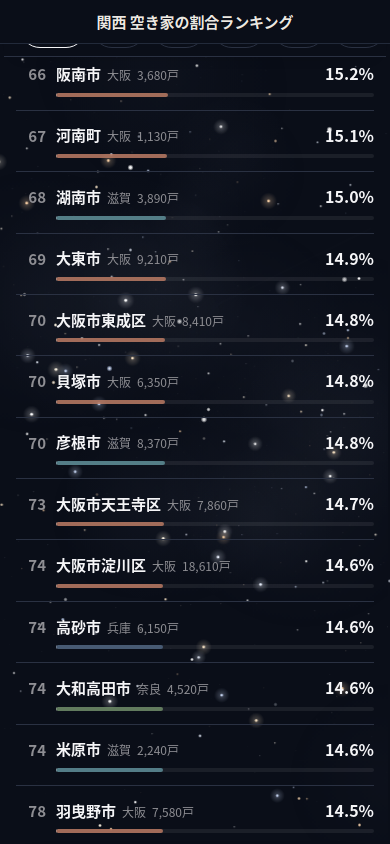 関西 空き家の割合ランキング
66 阪南市 大阪 3,680戸 15.2%
67 河南町 大阪 1,130戸 15.1%
68 湖南市 滋賀 3,890戸 15.0%
69 大東市 大阪 9,210戸 14.9%
70 大阪市東成区 大阪 8,410戸 14.8%
70 貝塚市 大阪 6,350戸 14.8%
70 彦根市 滋賀 8,370戸 14.8%
73 大阪市天王寺区 大阪 7,860戸 14.7%
74 大阪市淀川区 大阪 18,610戸 14.6%
74 高砂市 兵庫 6,150戸 14.6%
74 大和高田市 奈良 4,520戸 14.6%
74 米原市 滋賀 2,240戸 14.6%
78 羽曳野市 大阪 7,580戸 14.5%